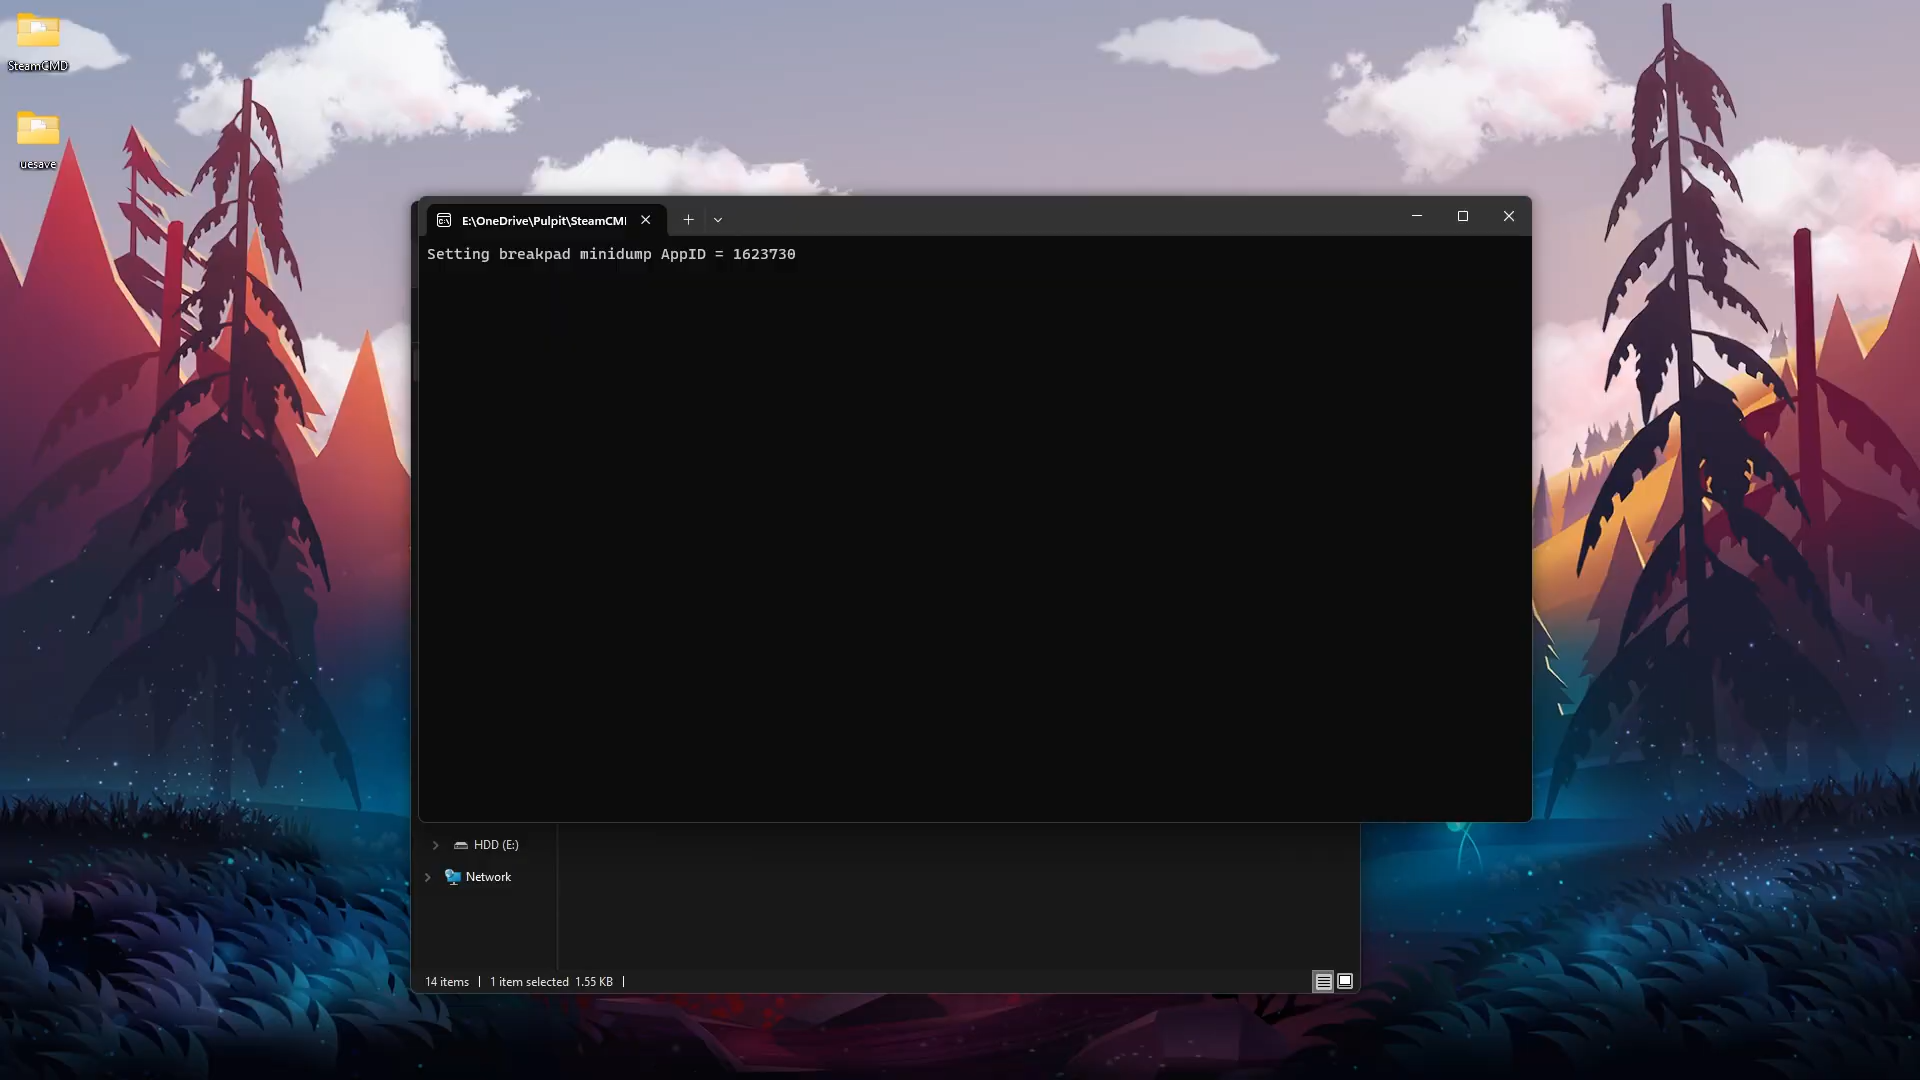 SteamCMD
uesave
E:\OneDrive\Pulpit\SteamCM
Setting breakpad minidump AppID = 1623730
HDD (E:)
Network
14 items | 1 item selected 1.55 KB |